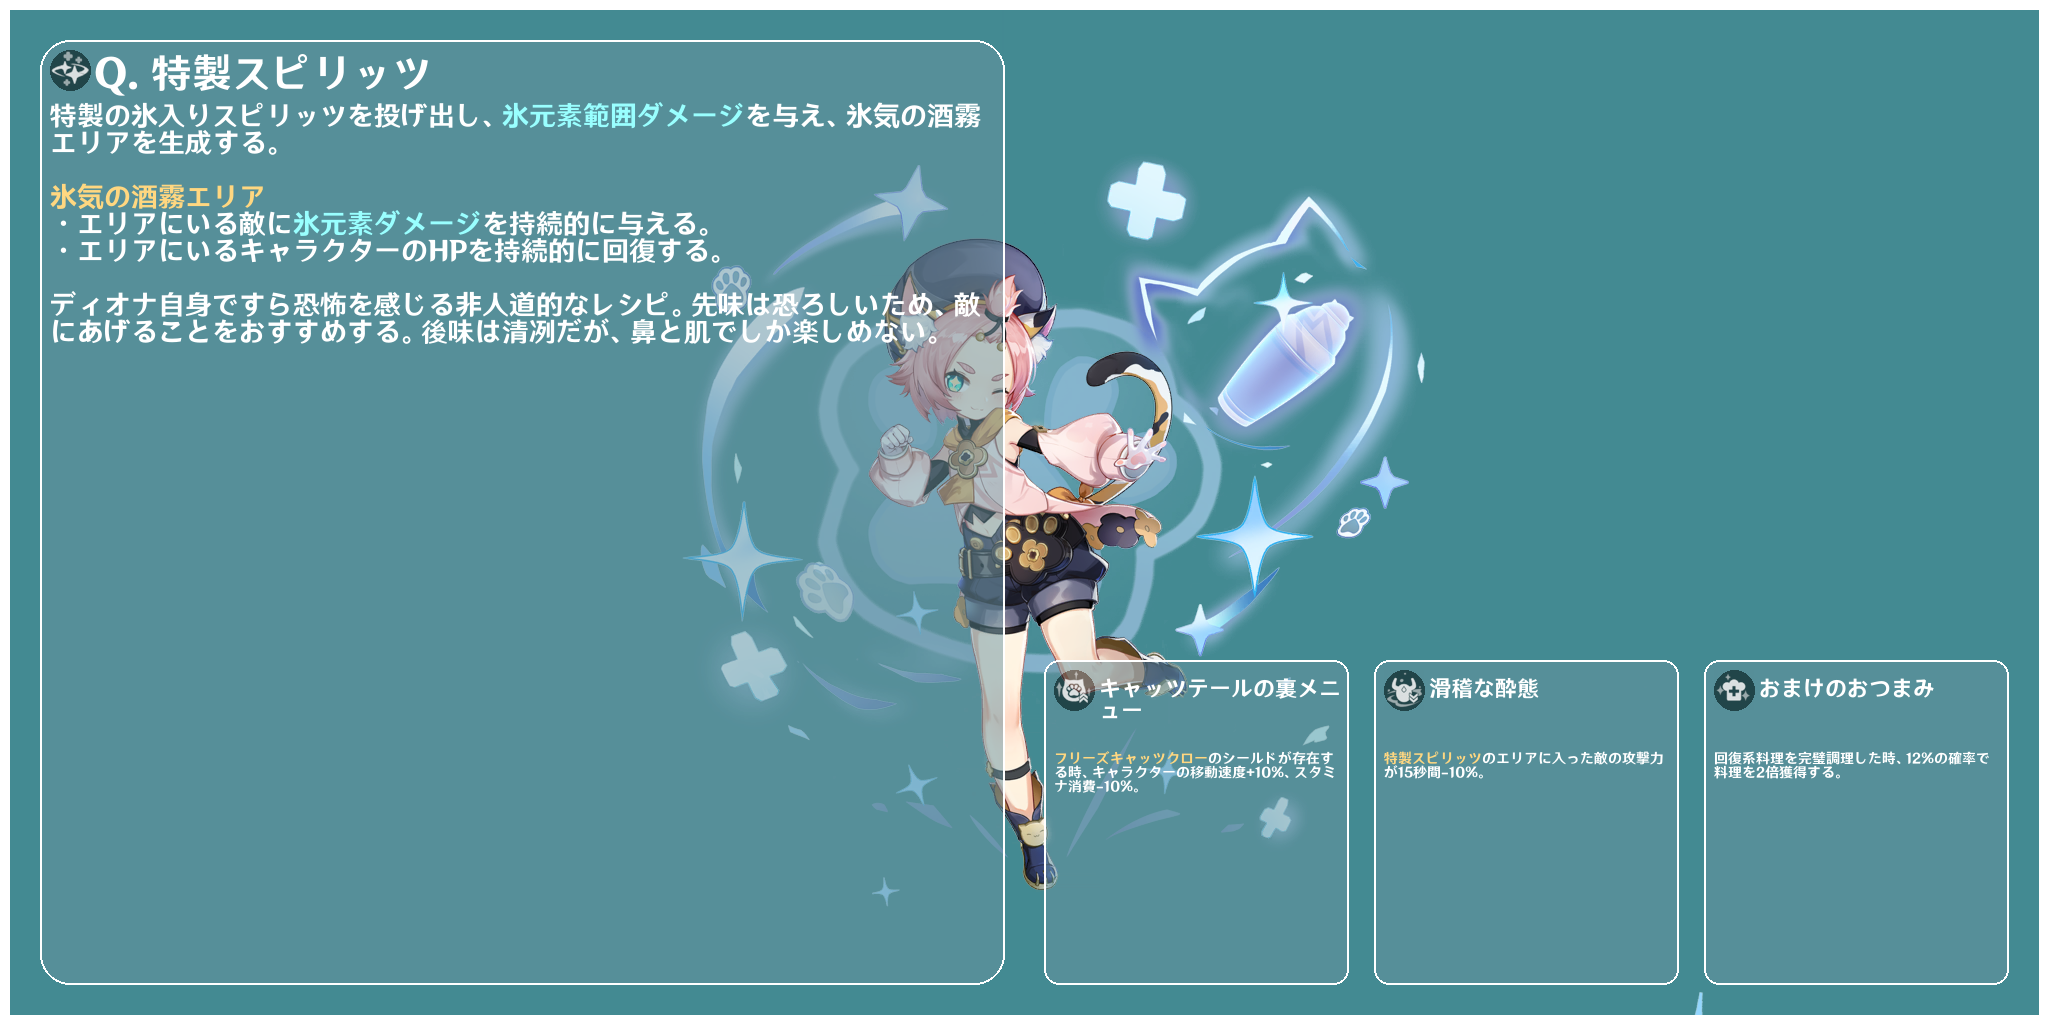 Q. 特製スピリッツ
特製の氷入りスピリッツを投げ出し、氷元素範囲ダメージを与え、氷気の酒霧
エリアを生成する。
氷気の酒霧エリア
・エリアにいる敵に氷元素ダメージを持続的に与える。
・エリアにいるキャラクターのHPを持続的に回復する。
ディオナ自身ですら恐怖を感じる非人道的なレシピ。先味は恐ろしいため、敵
にあげることをおすすめする。後味は清冽だが、鼻と肌でしか楽しめない。
キャッツテールの裏メニ
ュー
フリーズキャッツクローのシールドが存在す
る時、キャラクターの移動速度+10%、スタミ
ナ消費-10%。
滑稽な酔態
特製スピリッツのエリアに入った敵の攻撃力
が15秒間-10%。
おまけのおつまみ
回復系料理を完璧調理した時、12%の確率で
料理を2倍獲得する。